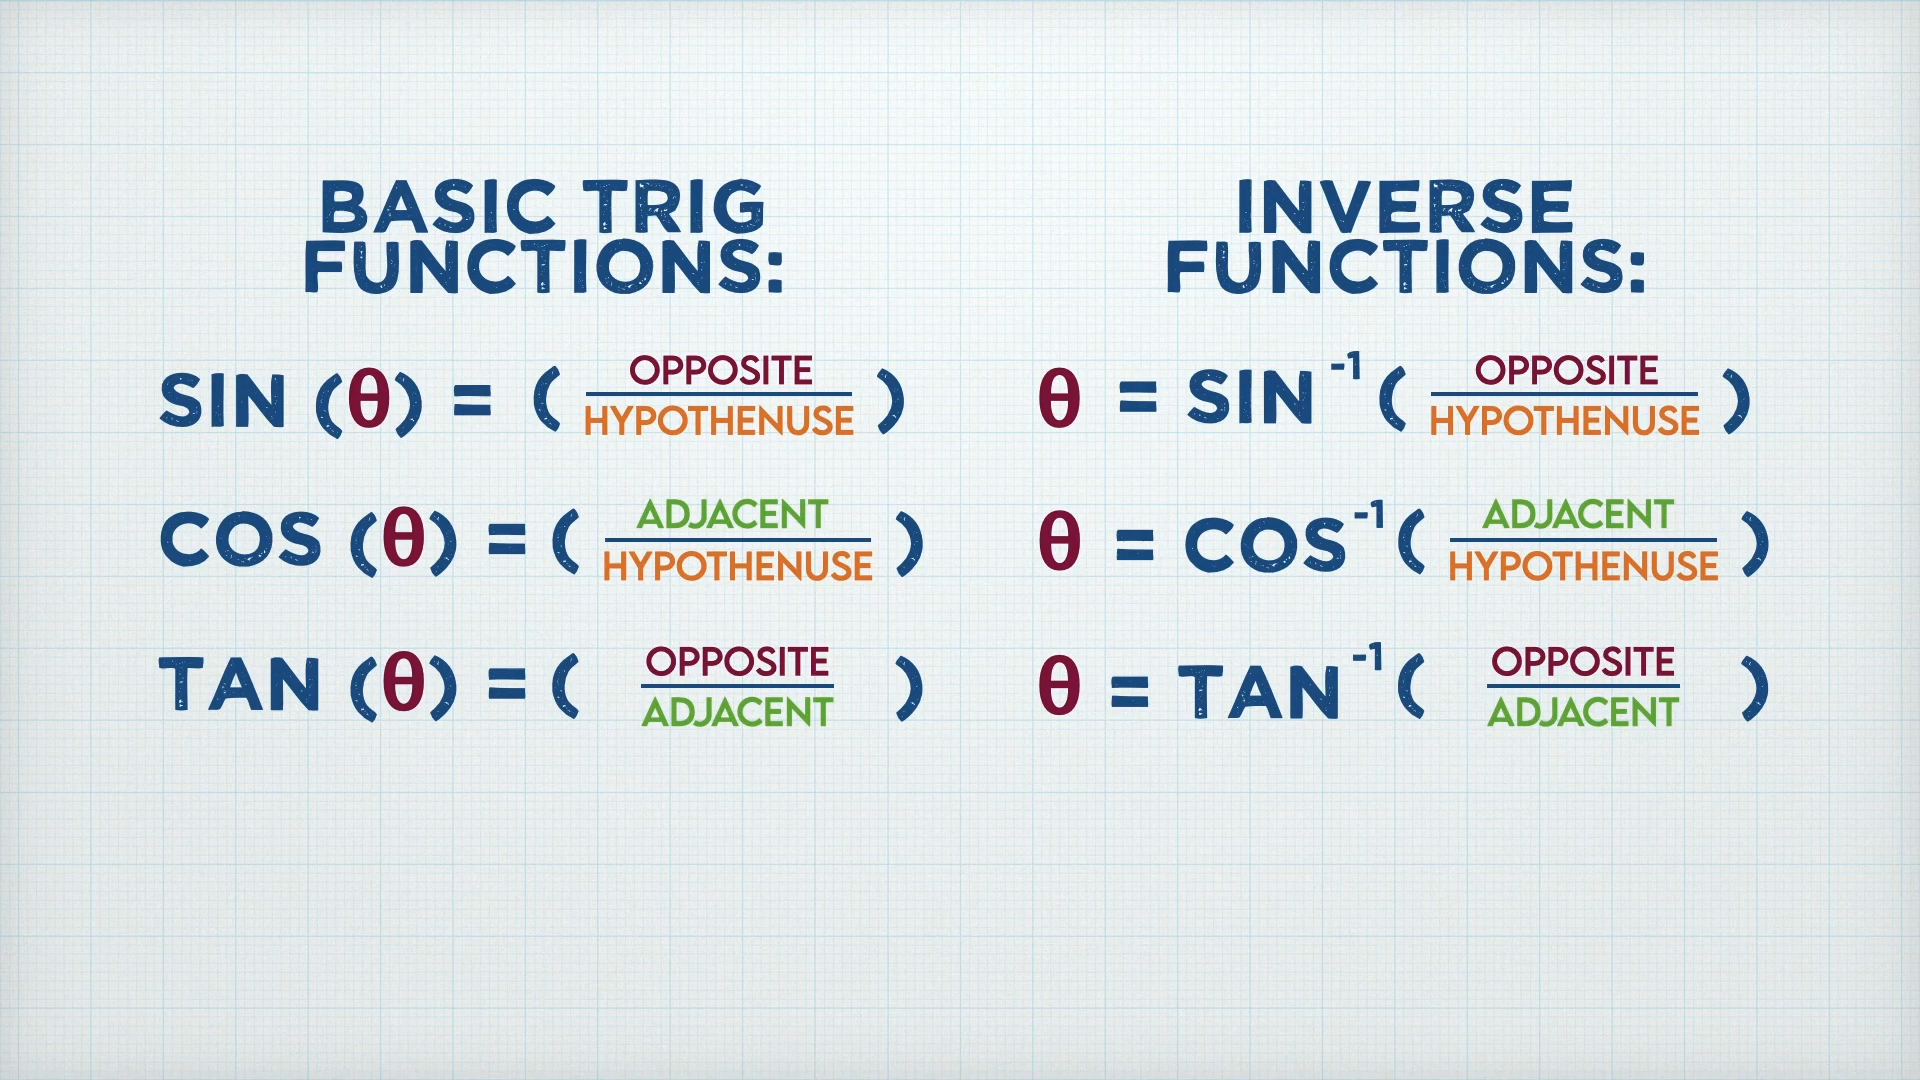 BASIC TRIG
FUNCTIONS:
SIN (θ) = ( OPPOSITE / HYPOTHENUSE )
COS (θ) = ( ADJACENT / HYPOTHENUSE )
TAN (θ) = ( OPPOSITE / ADJACENT )
INVERSE
FUNCTIONS:
θ = SIN⁻¹ ( OPPOSITE / HYPOTHENUSE )
θ = COS⁻¹ ( ADJACENT / HYPOTHENUSE )
θ = TAN⁻¹ ( OPPOSITE / ADJACENT )